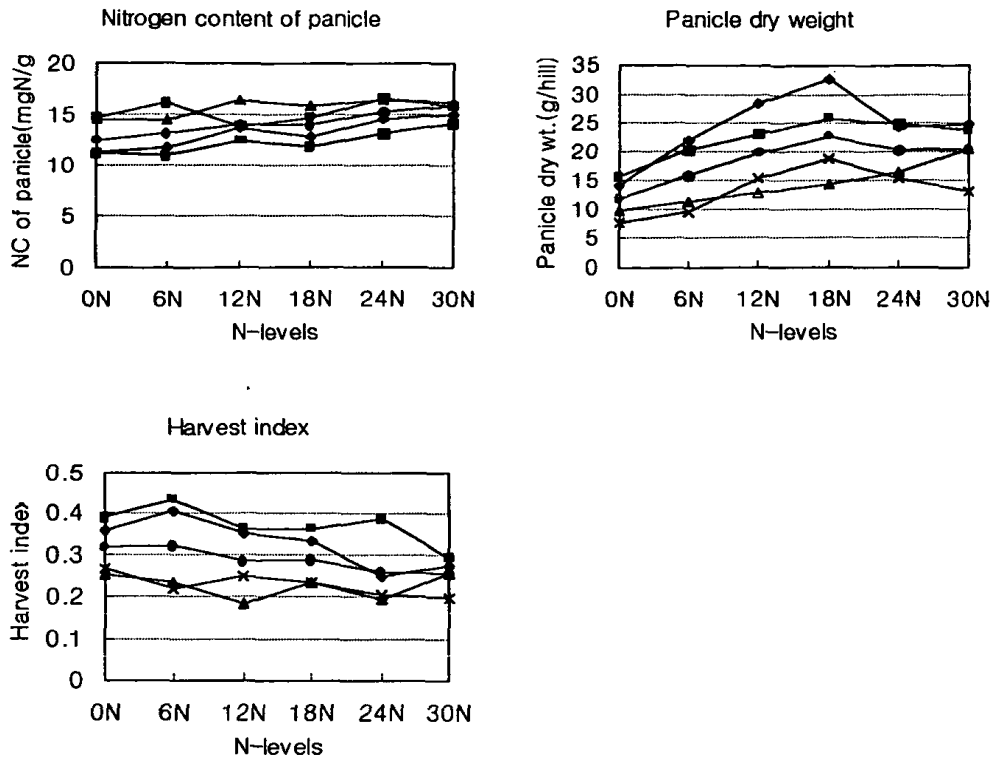 Nitrogen content of panicle
NC of panicle(mgN/g
20
15
10
5
0
0N 6N 12N 18N 24N 30N
N-levels
Panicle dry weight
Panicle dry wt.(g/hill)
35
30
25
20
15
10
5
0
0N 6N 12N 18N 24N 30N
N-levels
Harvest index
Harvest index
0.5
0.4
0.3
0.2
0.1
0
0N 6N 12N 18N 24N 30N
N-levels